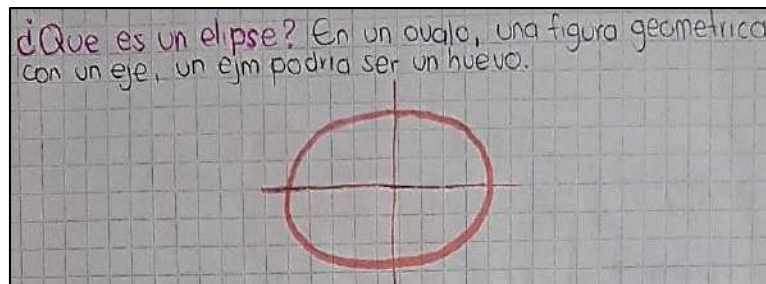 ¿Que es un elipse? En un ovalo, una figura geometrica
con un eje, un ejm podria ser un huevo.